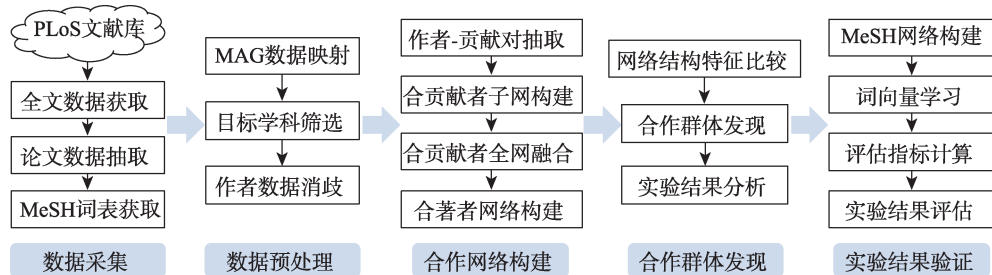 PLoS文献库
全文数据获取
论文数据抽取
MeSH词表获取
数据采集
MAG数据映射
目标学科筛选
作者数据消歧
数据预处理
作者-贡献对抽取
合贡献者子网构建
合贡献者全网融合
合著者网络构建
合作网络构建
网络结构特征比较
合作群体发现
实验结果分析
合作群体发现
MeSH网络构建
词向量学习
评估指标计算
实验结果评估
实验结果验证